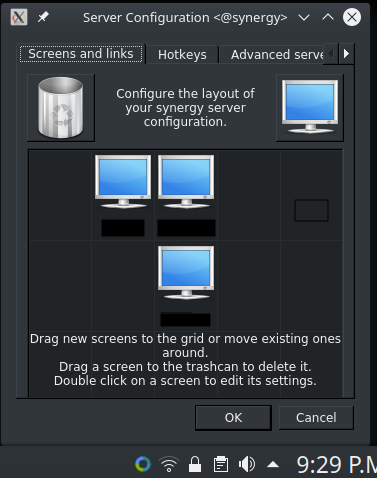 Server Configuration <@synergy>
Screens and links
Hotkeys
Advanced serve
Configure the layout of
your synergy server
configuration.
Drag new screens to the grid or move existing ones
around.
Drag a screen to the trashcan to delete it.
Double click on a screen to edit its settings.
OK
Cancel
9:29 P.M